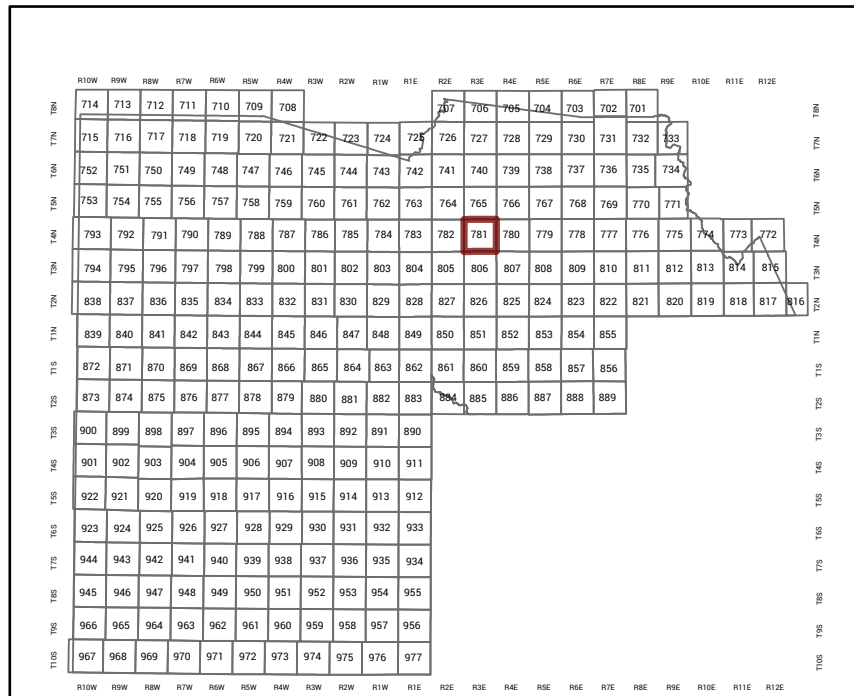 R10W R9W R8W R7W R6W R5W R4W R3W R2W R1W R1E R2E R3E R4E R5E R6E R7E R8E R9E R10E R11E R12E
T8N 714 713 712 711 710 709 708 707 706 705 704 703 702 701 T8N
T7N 715 716 717 718 719 720 721 722 723 724 725 726 727 728 729 730 731 732 733 T7N
T6N 752 751 750 749 748 747 746 745 744 743 742 741 740 739 738 737 736 735 734 T6N
T5N 753 754 755 756 757 758 759 760 761 762 763 764 765 766 767 768 769 770 771 T5N
T4N 793 792 791 790 789 788 787 786 785 784 783 782 781 780 779 778 777 776 775 774 773 772 T4N
T3N 794 795 796 797 798 799 800 801 802 803 804 805 806 807 808 809 810 811 812 813 814 815 T3N
T2N 838 837 836 835 834 833 832 831 830 829 828 827 826 825 824 823 822 821 820 819 818 817 816 T2N
T1N 839 840 841 842 843 844 845 846 847 848 849 850 851 852 853 854 855 T1N
T1S 872 871 870 869 868 867 866 865 864 863 862 861 860 859 858 857 856 T1S
T2S 873 874 875 876 877 878 879 880 881 882 883 884 885 886 887 888 889 T2S
T3S 900 899 898 897 896 895 894 893 892 891 890 T3S
T4S 901 902 903 904 905 906 907 908 909 910 911 T4S
T5S 922 921 920 919 918 917 916 915 914 913 912 T5S
T6S 923 924 925 926 927 928 929 930 931 932 933 T6S
T7S 944 943 942 941 940 939 938 937 936 935 934 T7S
T8S 945 946 947 948 949 950 951 952 953 954 955 T8S
T9S 966 965 964 963 962 961 960 959 958 957 956 T9S
T10S 967 968 969 970 971 972 973 974 975 976 977 T10S
R10W R9W R8W R7W R6W R5W R4W R3W R2W R1W R1E R2E R3E R4E R5E R6E R7E R8E R9E R10E R11E R12E